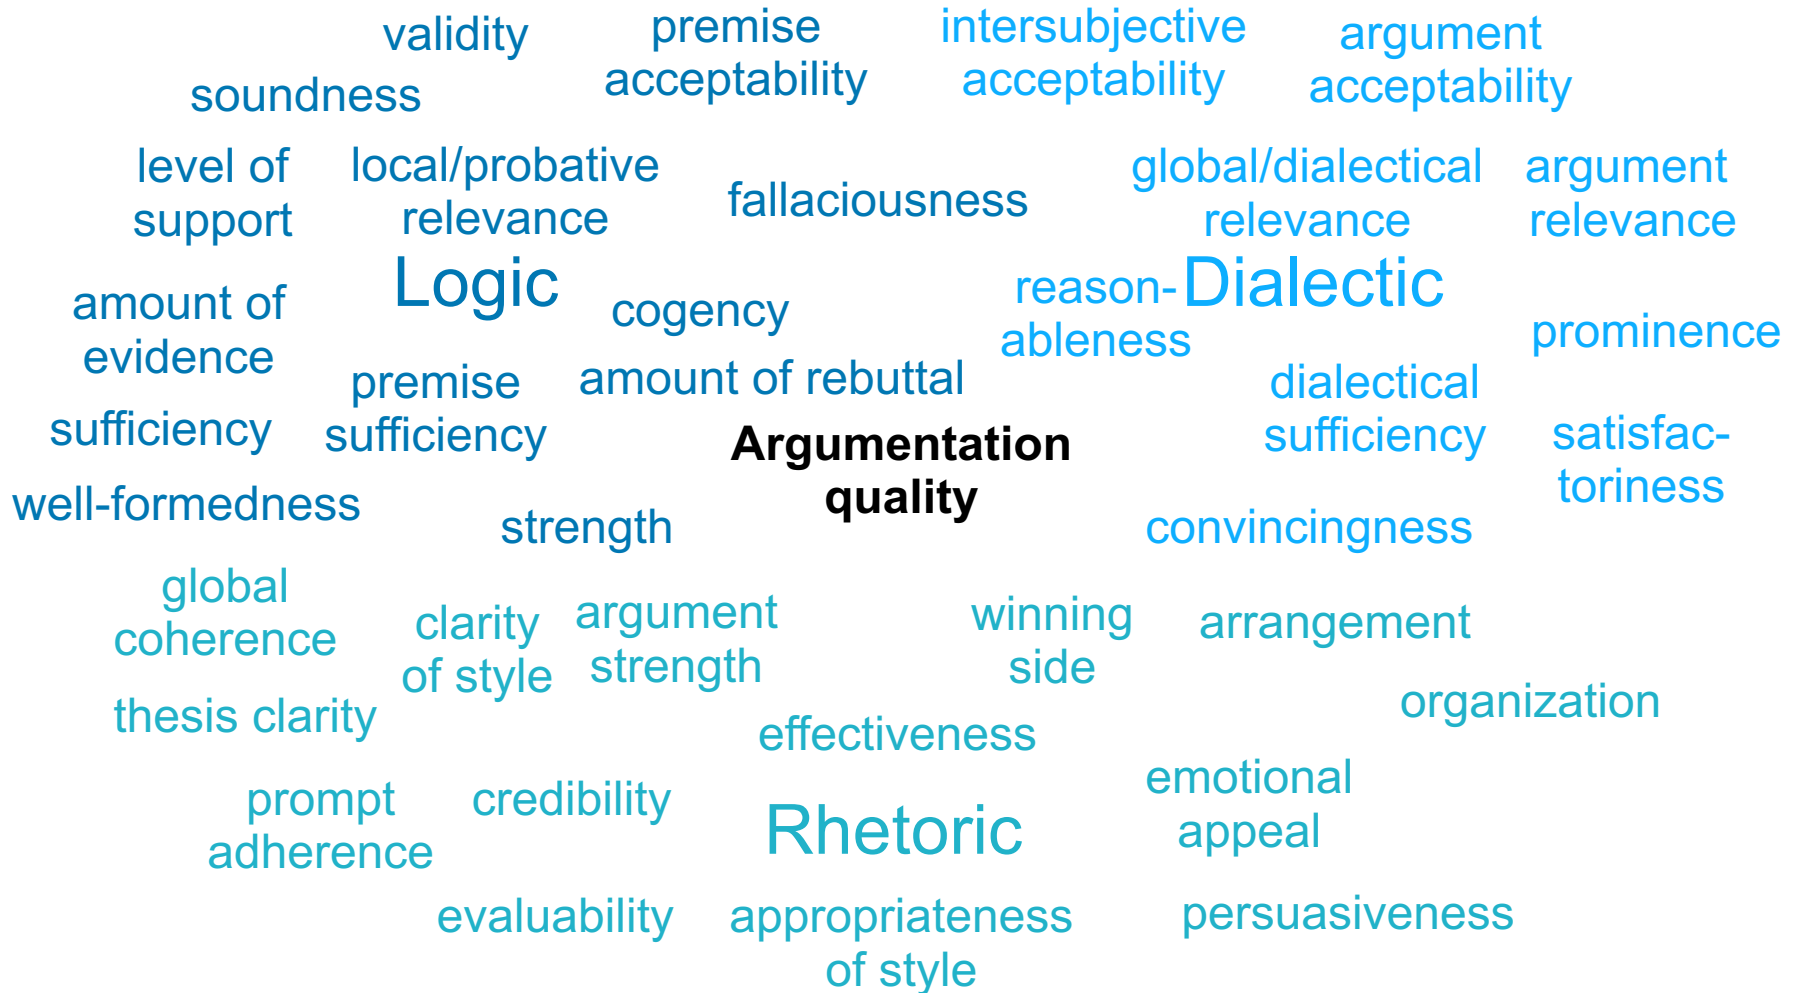 validity
premise
acceptability
intersubjective
acceptability
argument
acceptability
soundness
level of
support
local/probative
relevance
fallaciousness
global/dialectical
relevance
argument
relevance
Logic
Dialectic
amount of
evidence
cogency
reason-
ableness
prominence
premise
sufficiency
amount of rebuttal
dialectical
sufficiency
sufficiency
Argumentation
quality
satisfac-
toriness
well-formedness
strength
convincingness
global
coherence
clarity
of style
argument
strength
winning
side
arrangement
thesis clarity
effectiveness
organization
prompt
adherence
credibility
Rhetoric
emotional
appeal
evaluability
appropriateness
of style
persuasiveness